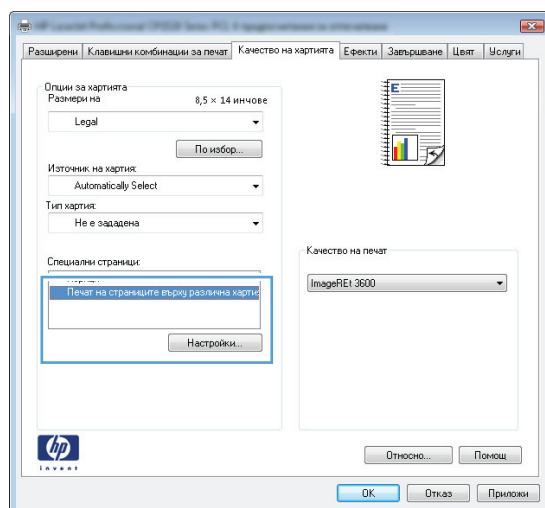 Разширени Клавишни комбинации за печат Качество на хартията Ефекти Завършване Цвят Услуги
Опции за хартията
Размери на 8,5 × 14 инчове
Legal
По избор...
Източник на хартия:
Automatically Select
Тип хартия:
Не е зададена
Специални страници:
Печат на страниците върху различна хартия
Настройки...
Качество на печат
ImageREt 3600
E
hp
invent
Относно... Помощ
OK Отказ Приложи